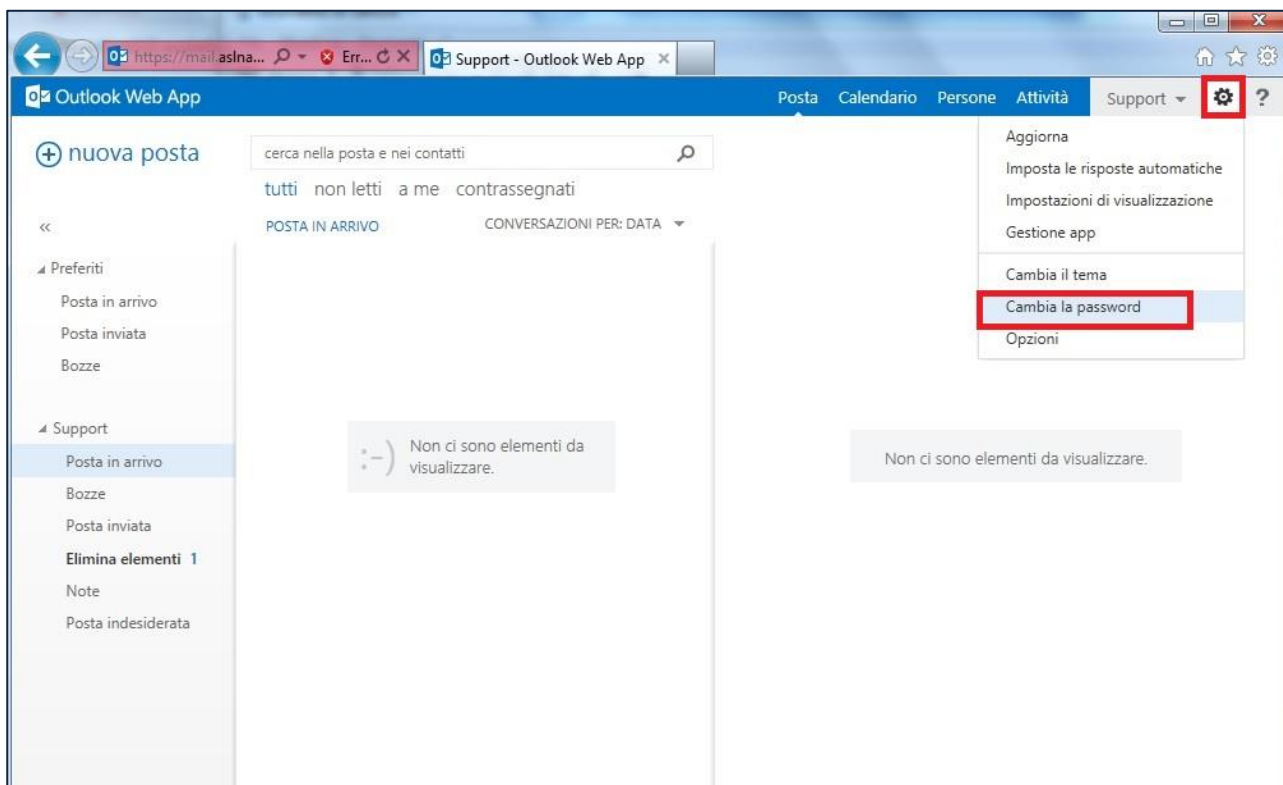 https://mail.aslna... Err... Support - Outlook Web App
Outlook Web App Posta Calendario Persone Attività Support ?
nuova posta
cerca nella posta e nei contatti
tutti non letti a me contrassegnati
POSTA IN ARRIVO CONVERSAZIONI PER: DATA
Aggiorna
Imposta le risposte automatiche
Impostazioni di visualizzazione
Gestione app
Cambia il tema
Cambia la password
Opzioni
Preferiti
Posta in arrivo
Posta inviata
Bozze
Support
Posta in arrivo
Bozze
Posta inviata
Elimina elementi 1
Note
Posta indesiderata
:-) Non ci sono elementi da
visualizzare.
Non ci sono elementi da visualizzare.